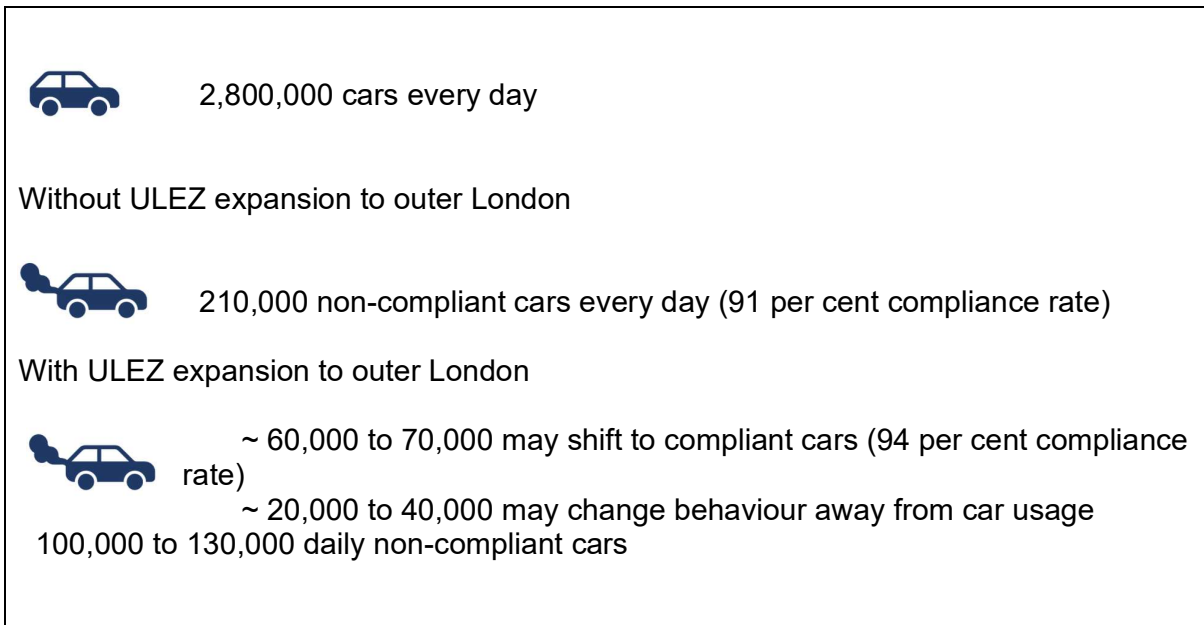 2,800,000 cars every day
Without ULEZ expansion to outer London
210,000 non-compliant cars every day (91 per cent compliance rate)
With ULEZ expansion to outer London
~ 60,000 to 70,000 may shift to compliant cars (94 per cent compliance
rate)
~ 20,000 to 40,000 may change behaviour away from car usage
100,000 to 130,000 daily non-compliant cars